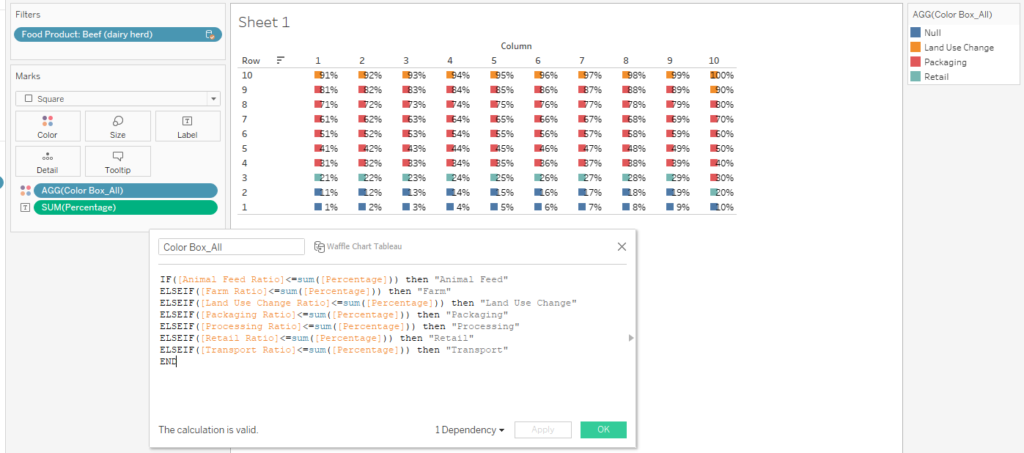 Filters
Food Product: Beef (dairy herd)
Marks
Square
Color
Size
Label
Detail
Tooltip
AGG(Color Box_All)
SUM(Percentage)
Sheet 1
Column
Row 1 2 3 4 5 6 7 8 9 10
10 91% 92% 93% 94% 95% 96% 97% 98% 99% 100%
9 81% 82% 83% 84% 85% 86% 87% 88% 89% 90%
8 71% 72% 73% 74% 75% 76% 77% 78% 79% 80%
7 61% 62% 63% 64% 65% 66% 67% 68% 69% 70%
6 51% 52% 53% 54% 55% 56% 57% 58% 59% 60%
5 41% 42% 43% 44% 45% 46% 47% 48% 49% 50%
4 31% 32% 33% 34% 35% 36% 37% 38% 39% 40%
3 21% 22% 23% 24% 25% 26% 27% 28% 29% 30%
2 11% 12% 13% 14% 15% 16% 17% 18% 19% 20%
1 1% 2% 3% 4% 5% 6% 7% 8% 9% 10%
AGG(Color Box_All)
Null
Land Use Change
Packaging
Retail
Color Box_All
Waffle Chart Tableau
IF([Animal Feed Ratio]<=sum([Percentage])) then "Animal Feed"
ELSEIF([Farm Ratio]<=sum([Percentage])) then "Farm"
ELSEIF([Land Use Change Ratio]<=sum([Percentage])) then "Land Use Change"
ELSEIF([Packaging Ratio]<=sum([Percentage])) then "Packaging"
ELSEIF([Processing Ratio]<=sum([Percentage])) then "Processing"
ELSEIF([Retail Ratio]<=sum([Percentage])) then "Retail"
ELSEIF([Transport Ratio]<=sum([Percentage])) then "Transport"
END
The calculation is valid.
1 Dependency
Apply
OK